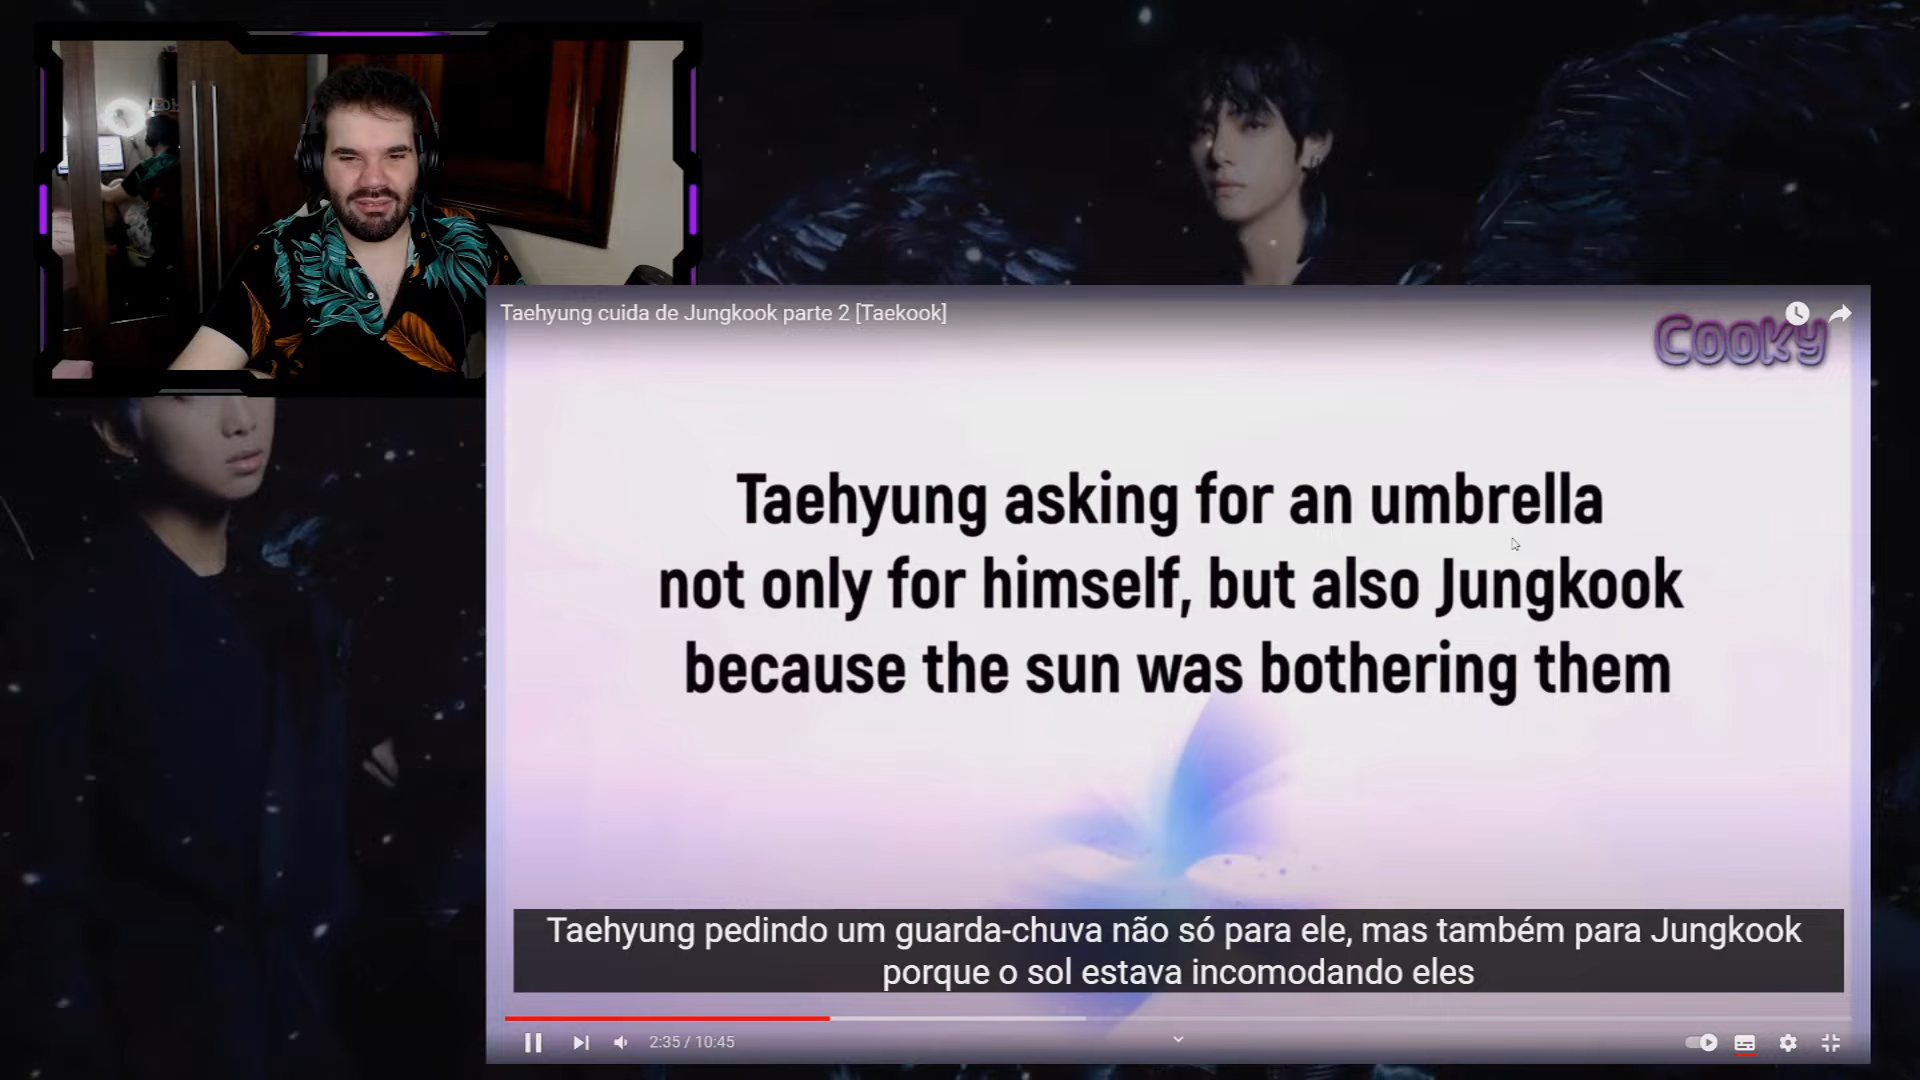 Taehyung cuida de Jungkook parte 2 [Taekook]
Cooky
Taehyung asking for an umbrella
not only for himself, but also Jungkook
because the sun was bothering them
Taehyung pedindo um guarda-chuva não só para ele, mas também para Jungkook
porque o sol estava incomodando eles
2:35 / 10:45